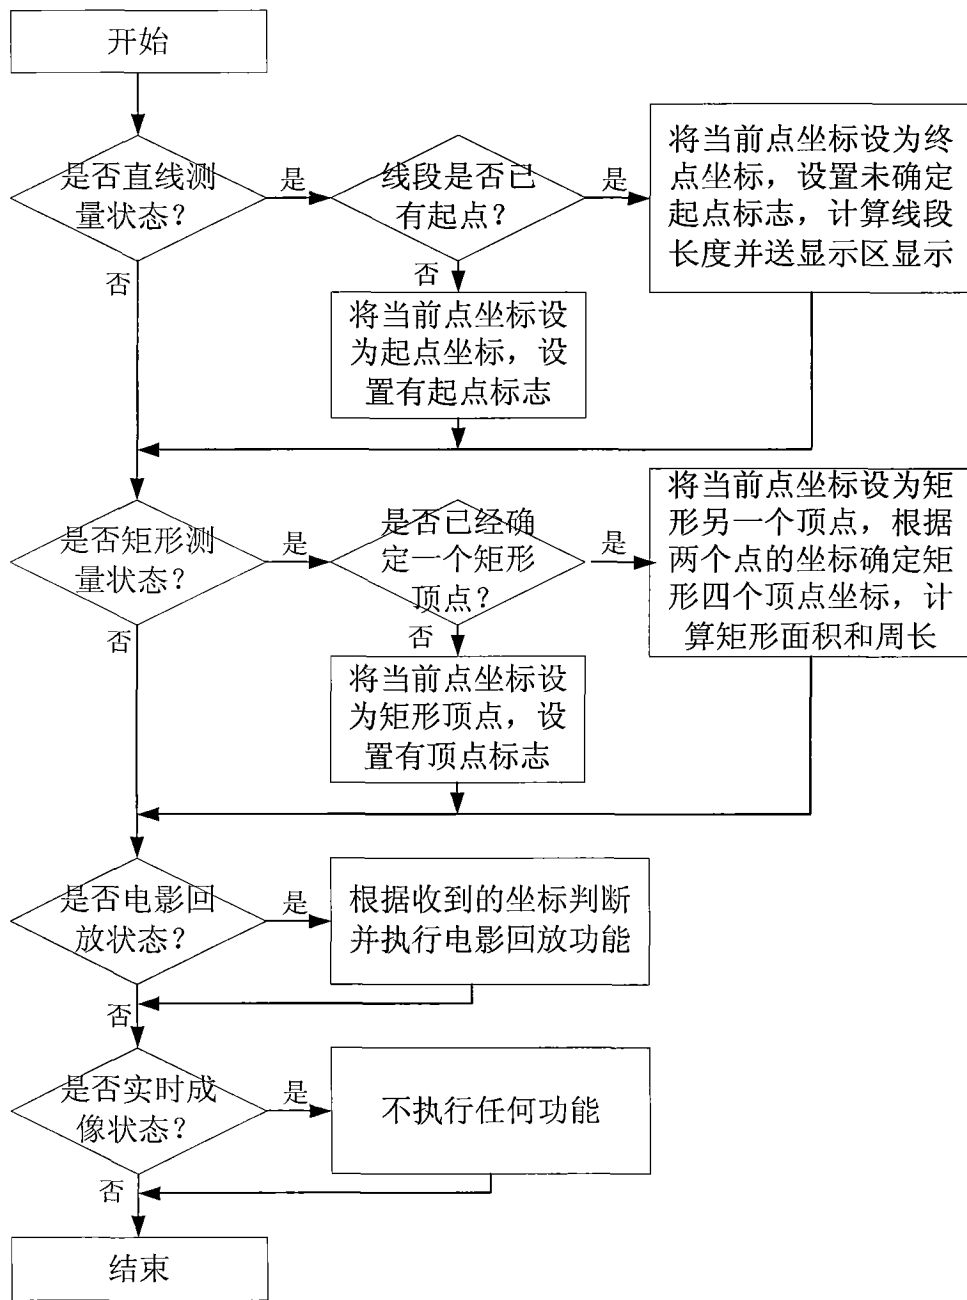 开始
是否直线测
量状态？
是
线段是否已
有起点？
是
将当前点坐标设为终
点坐标，设置未确定
起点标志，计算线段
长度并送显示区显示
否
否
将当前点坐标设
为起点坐标，设
置有起点标志
是否矩形测
量状态？
是
是否已经确
定一个矩形
顶点？
是
将当前点坐标设为矩
形另一个顶点，根据
两个点的坐标确定矩
形四个顶点坐标，计
算矩形面积和周长
否
否
将当前点坐标设
为矩形顶点，设
置有顶点标志
是否电影回
放状态？
是
根据收到的坐标判断
并执行电影回放功能
否
是否实时成
像状态？
是
不执行任何功能
否
结束